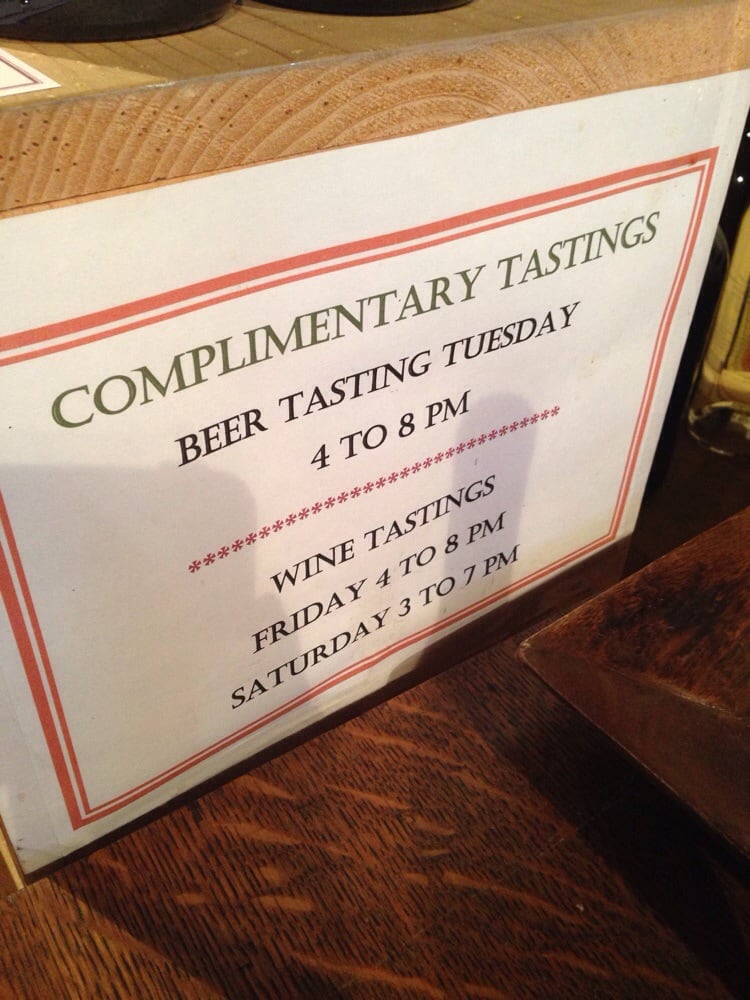 COMPLIMENTARY TASTINGS
BEER TASTING TUESDAY
4 TO 8 PM
******************************
WINE TASTINGS
FRIDAY 4 TO 8 PM
SATURDAY 3 TO 7 PM